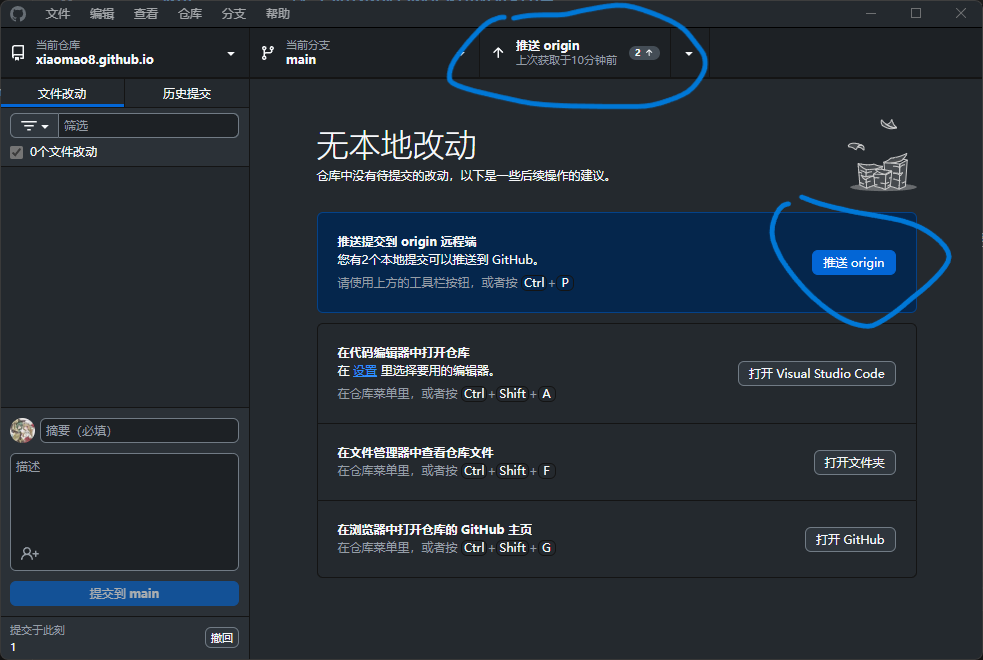 文件 编辑 查看 仓库 分支 帮助
当前仓库
xiaomao8.github.io
当前分支
main
推送 origin
上次获取于10分钟前
2
文件改动 历史提交
筛选
0个文件改动
无本地改动
仓库中没有待提交的改动，以下是一些后续操作的建议。
推送提交到 origin 远程端
您有2个本地提交可以推送到 GitHub。
请使用上方的工具栏按钮，或者按 Ctrl + P
推送 origin
在代码编辑器中打开仓库
在 设置 里选择要用的编辑器。
在仓库菜单里，或者按 Ctrl + Shift + A
打开 Visual Studio Code
在文件管理器中查看仓库文件
在仓库菜单里，或者按 Ctrl + Shift + F
打开文件夹
在浏览器中打开仓库的 GitHub 主页
在仓库菜单里，或者按 Ctrl + Shift + G
打开 GitHub
摘要（必填）
描述
提交到 main
提交于此刻
1
撤回